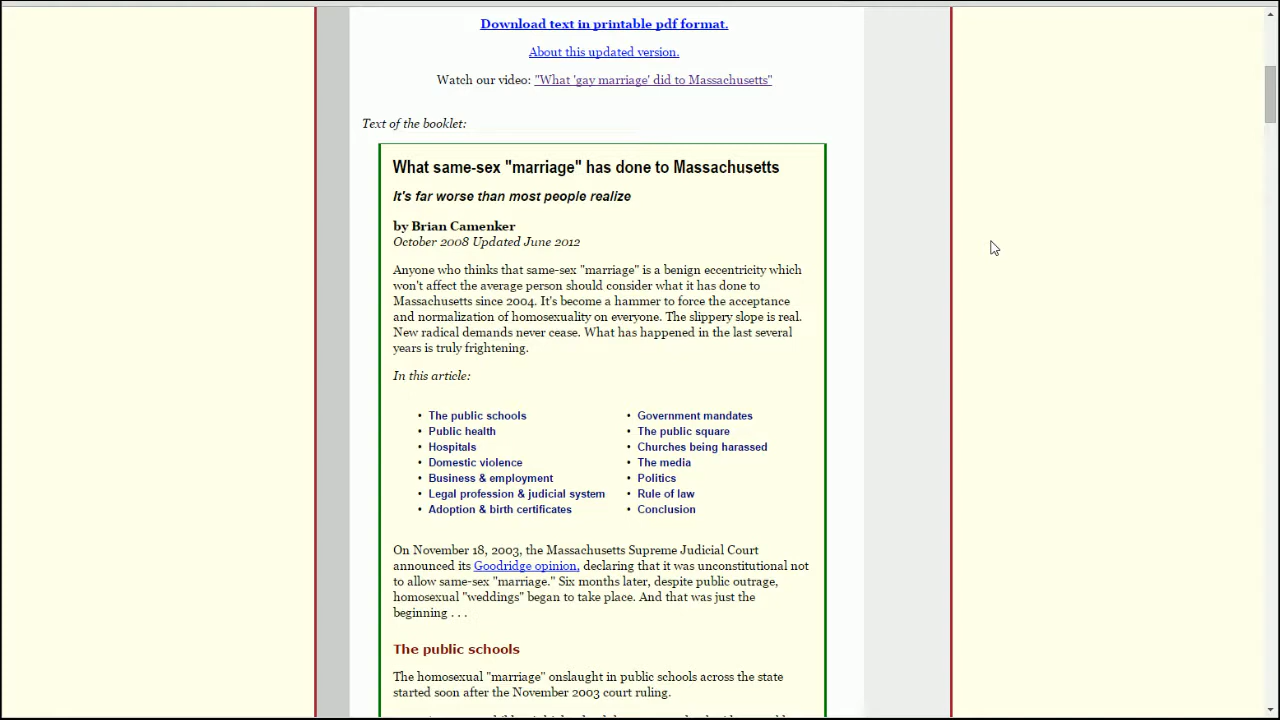 Download text in printable pdf format.
About this updated version.
Watch our video: "What 'gay marriage' did to Massachusetts"
Text of the booklet:
What same-sex "marriage" has done to Massachusetts
It's far worse than most people realize
by Brian Camenker
October 2008 Updated June 2012
Anyone who thinks that same-sex "marriage" is a benign eccentricity which
won't affect the average person should consider what it has done to
Massachusetts since 2004. It's become a hammer to force the acceptance
and normalization of homosexuality on everyone. The slippery slope is real.
New radical demands never cease. What has happened in the last several
years is truly frightening.
In this article:
• The public schools
• Public health
• Hospitals
• Domestic violence
• Business & employment
• Legal profession & judicial system
• Adoption & birth certificates
• Government mandates
• The public square
• Churches being harassed
• The media
• Politics
• Rule of law
• Conclusion
On November 18, 2003, the Massachusetts Supreme Judicial Court
announced its Goodridge opinion, declaring that it was unconstitutional not
to allow same-sex "marriage." Six months later, despite public outrage,
homosexual "weddings" began to take place. And that was just the
beginning . . .
The public schools
The homosexual "marriage" onslaught in public schools across the state
started soon after the November 2003 court ruling.